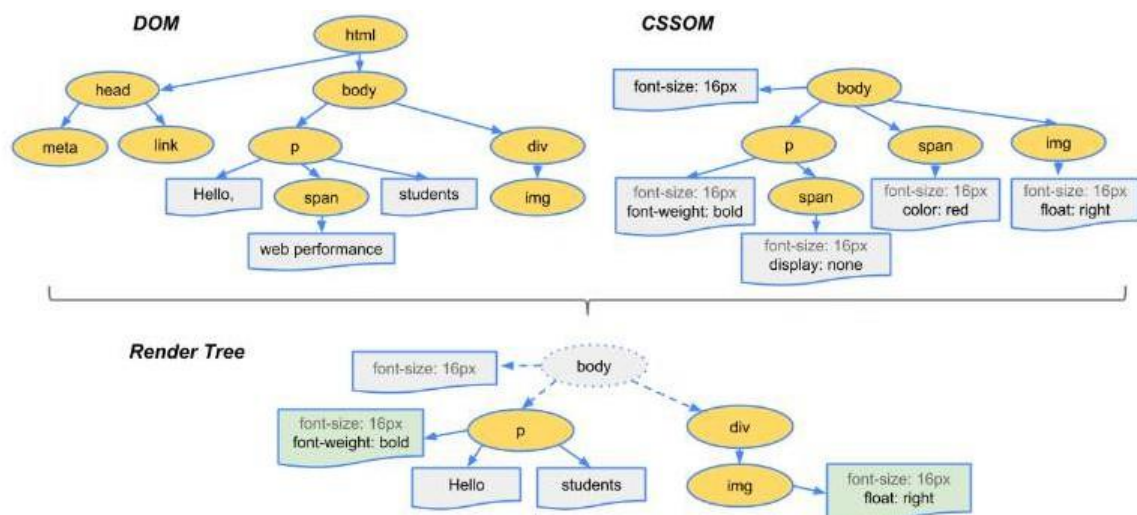 DOM
html
head
body
meta
link
p
div
Hello,
span
students
img
web performance
CSSOM
font-size: 16px
body
p
span
img
font-size: 16px
font-weight: bold
span
font-size: 16px
color: red
font-size: 16px
float: right
font-size: 16px
display: none
Render Tree
font-size: 16px
body
font-size: 16px
font-weight: bold
p
div
Hello
students
img
font-size: 16px
float: right